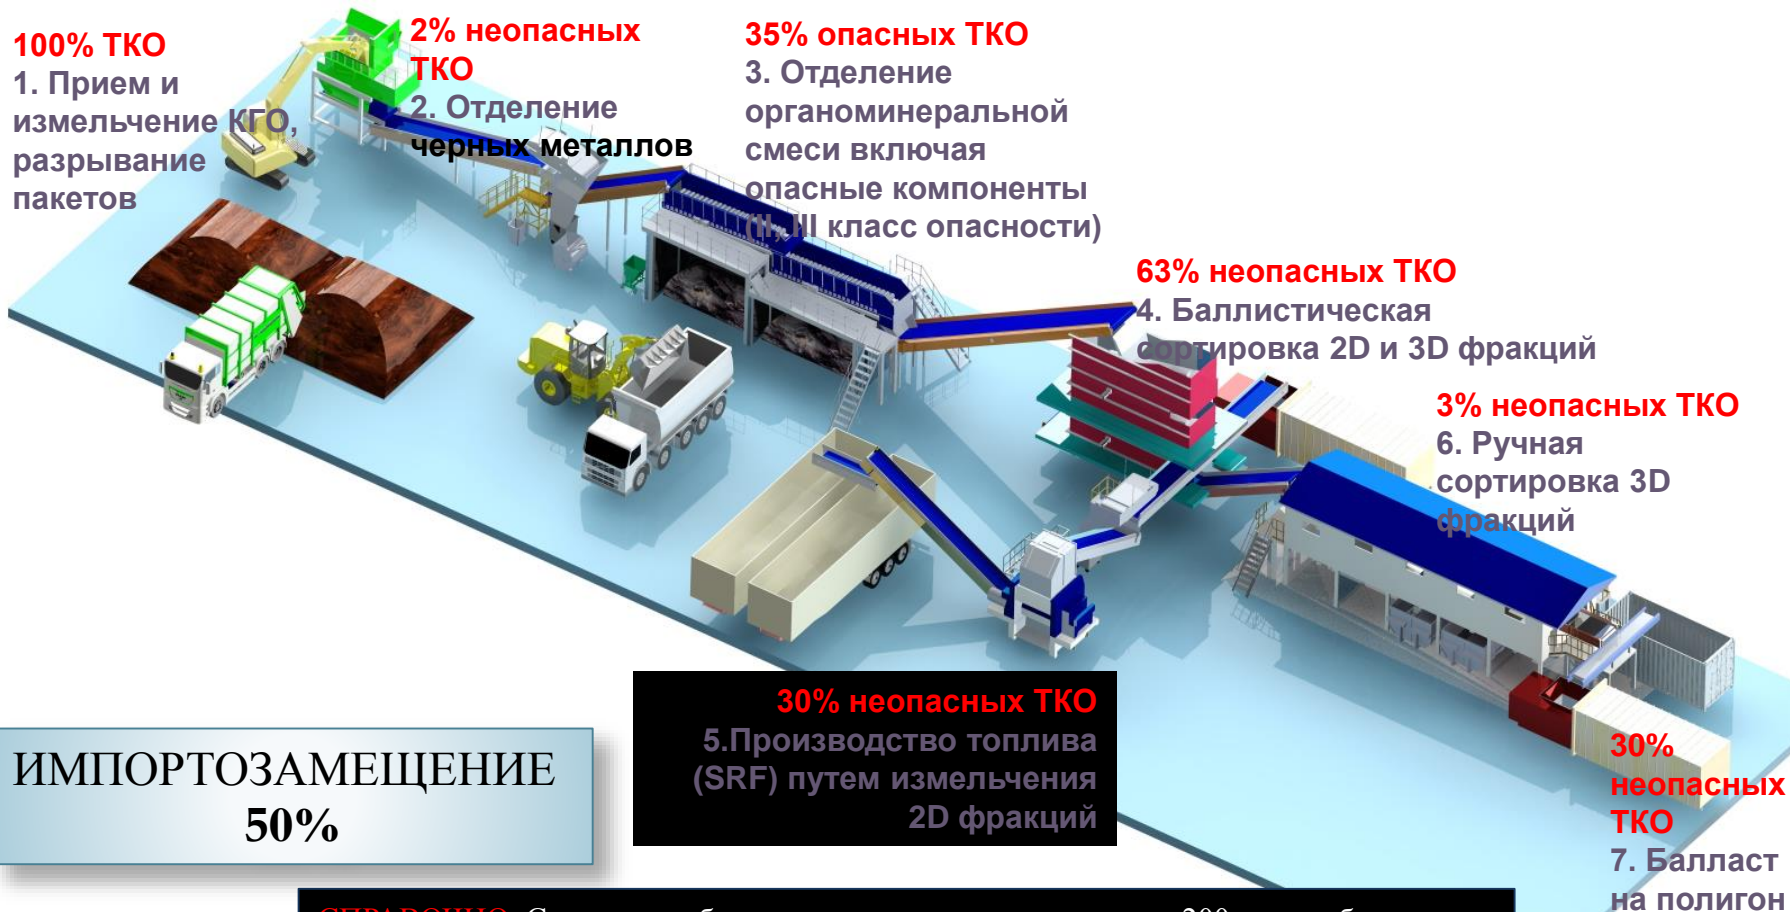 100% ТКО
1. Прием и
измельчение КГО,
разрывание
пакетов
2% неопасных
ТКО
2. Отделение
черных металлов
35% опасных ТКО
3. Отделение
органоминеральной
смеси включая
опасные компоненты
(II, III класс опасности)
63% неопасных ТКО
4. Баллистическая
сортировка 2D и 3D фракций
3% неопасных ТКО
6. Ручная
сортировка 3D
фракций
30% неопасных ТКО
5.Производство топлива
(SRF) путем измельчения
2D фракций
30%
неопасных
ТКО
7. Балласт
на полигон
ИМПОРТОЗАМЕЩЕНИЕ
50%